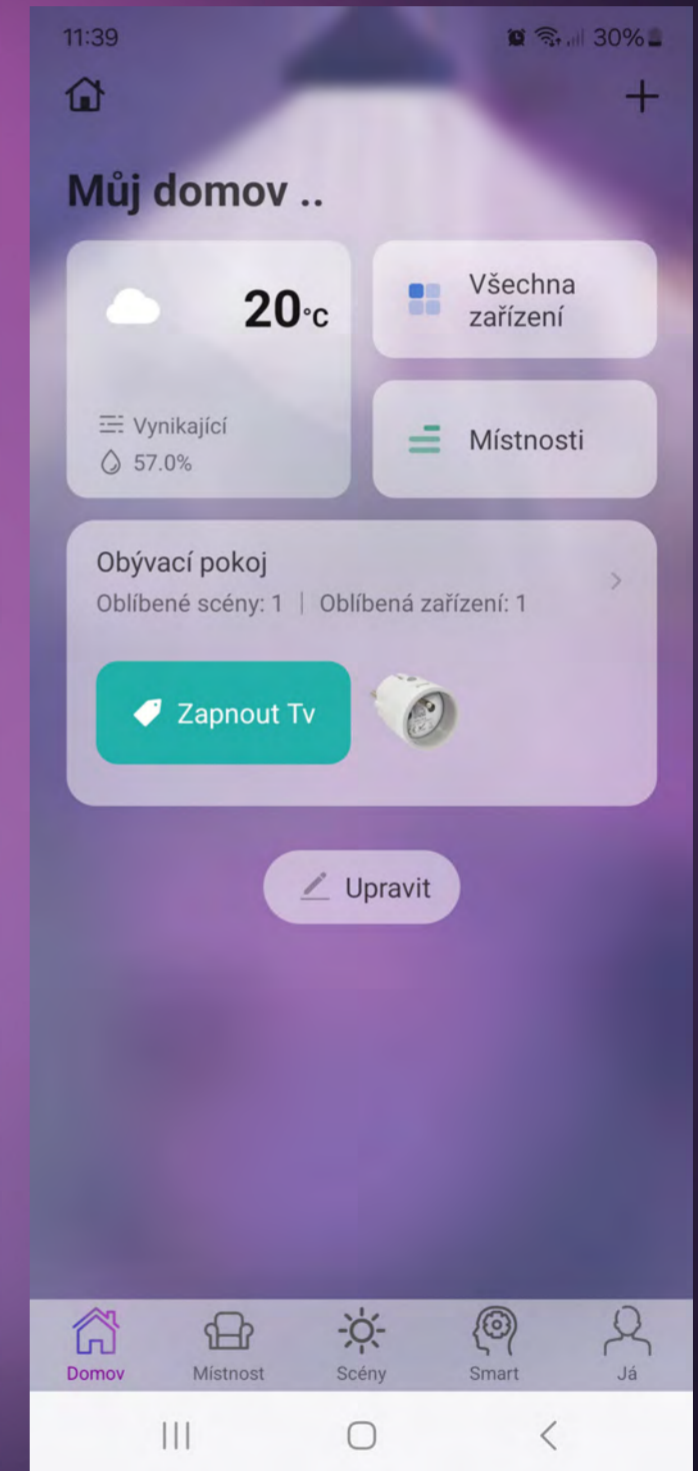 11:39
30%
Můj domov ..
20°C
Vynikající
57.0%
Všechna
zařízení
Místnosti
Obývací pokoj
Oblíbené scény: 1 | Oblíbená zařízení: 1
Zapnout Tv
Upravit
Domov
Místnost
Scény
Smart
Já